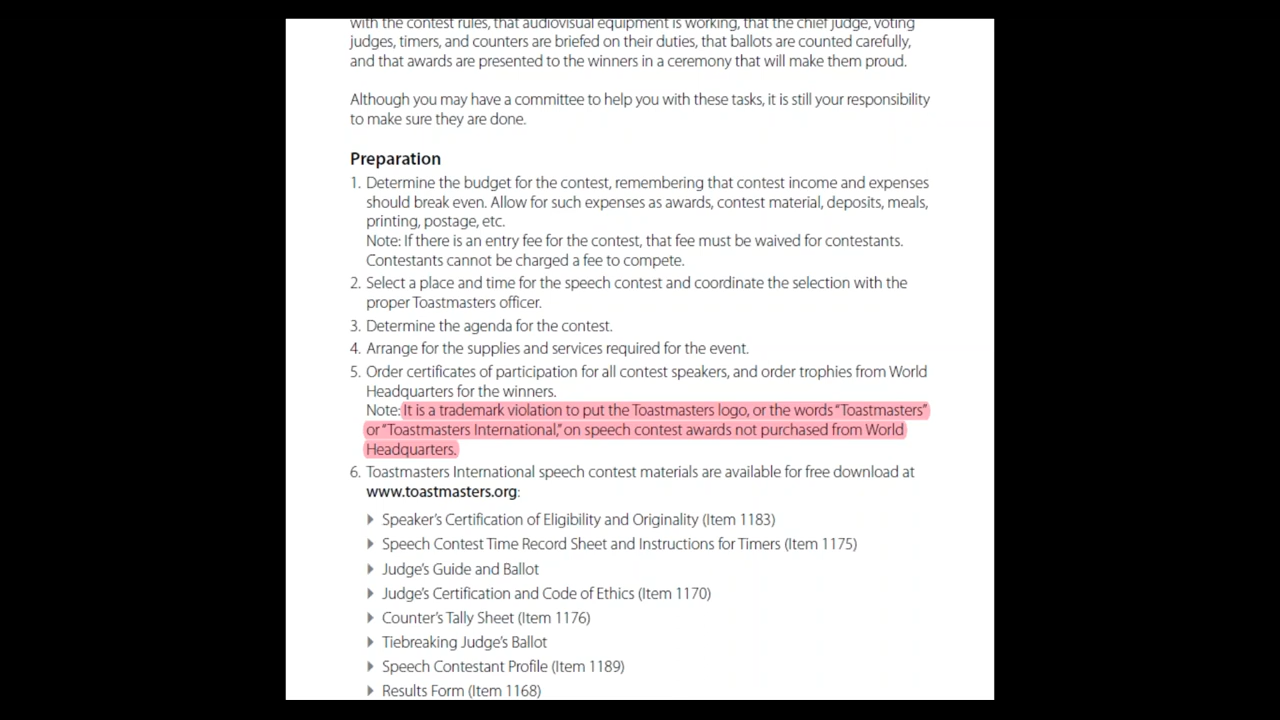 with the contest rules, that audiovisual equipment is working, that the chief judge, voting
judges, timers, and counters are briefed on their duties, that ballots are counted carefully,
and that awards are presented to the winners in a ceremony that will make them proud.
Although you may have a committee to help you with these tasks, it is still your responsibility
to make sure they are done.
Preparation
1. Determine the budget for the contest, remembering that contest income and expenses
should break even. Allow for such expenses as awards, contest material, deposits, meals,
printing, postage, etc.
Note: If there is an entry fee for the contest, that fee must be waived for contestants.
Contestants cannot be charged a fee to compete.
2. Select a place and time for the speech contest and coordinate the selection with the
proper Toastmasters officer.
3. Determine the agenda for the contest.
4. Arrange for the supplies and services required for the event.
5. Order certificates of participation for all contest speakers, and order trophies from World
Headquarters for the winners.
Note: It is a trademark violation to put the Toastmasters logo, or the words “Toastmasters”
or “Toastmasters International,” on speech contest awards not purchased from World
Headquarters.
6. Toastmasters International speech contest materials are available for free download at
www.toastmasters.org:
Speaker’s Certification of Eligibility and Originality (Item 1183)
Speech Contest Time Record Sheet and Instructions for Timers (Item 1175)
Judge’s Guide and Ballot
Judge’s Certification and Code of Ethics (Item 1170)
Counter’s Tally Sheet (Item 1176)
Tiebreaking Judge’s Ballot
Speech Contestant Profile (Item 1189)
Results Form (Item 1168)